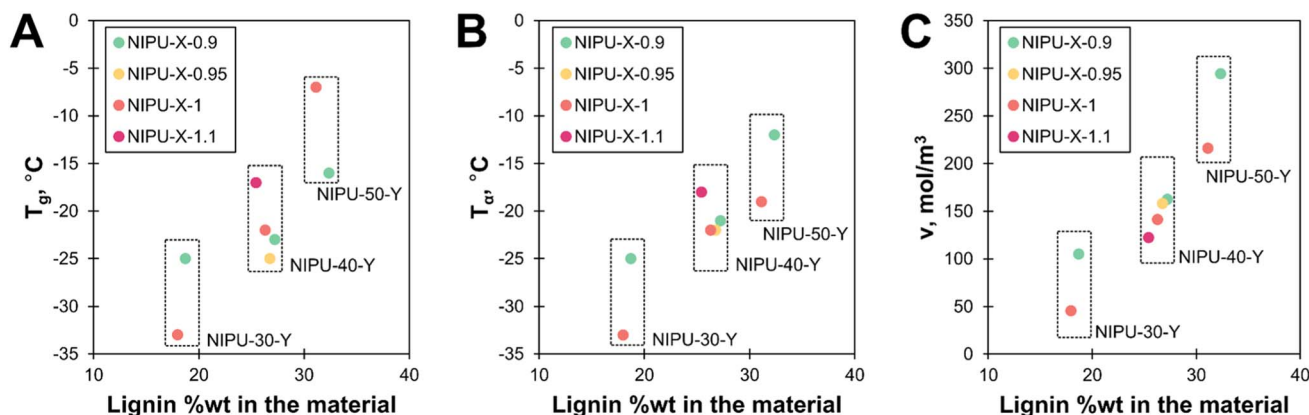 A
0
-5
-10
-15
-20
-25
-30
-35
10
20
30
40
Tg, °C
Lignin %wt in the material
NIPU-X-0.9
NIPU-X-0.95
NIPU-X-1
NIPU-X-1.1
NIPU-50-Y
NIPU-40-Y
NIPU-30-Y
B
0
-5
-10
-15
-20
-25
-30
-35
10
20
30
40
Tα, °C
Lignin %wt in the material
NIPU-X-0.9
NIPU-X-0.95
NIPU-X-1
NIPU-X-1.1
NIPU-50-Y
NIPU-40-Y
NIPU-30-Y
C
350
300
250
200
150
100
50
0
10
20
30
40
ν, mol/m³
Lignin %wt in the material
NIPU-X-0.9
NIPU-X-0.95
NIPU-X-1
NIPU-X-1.1
NIPU-50-Y
NIPU-40-Y
NIPU-30-Y